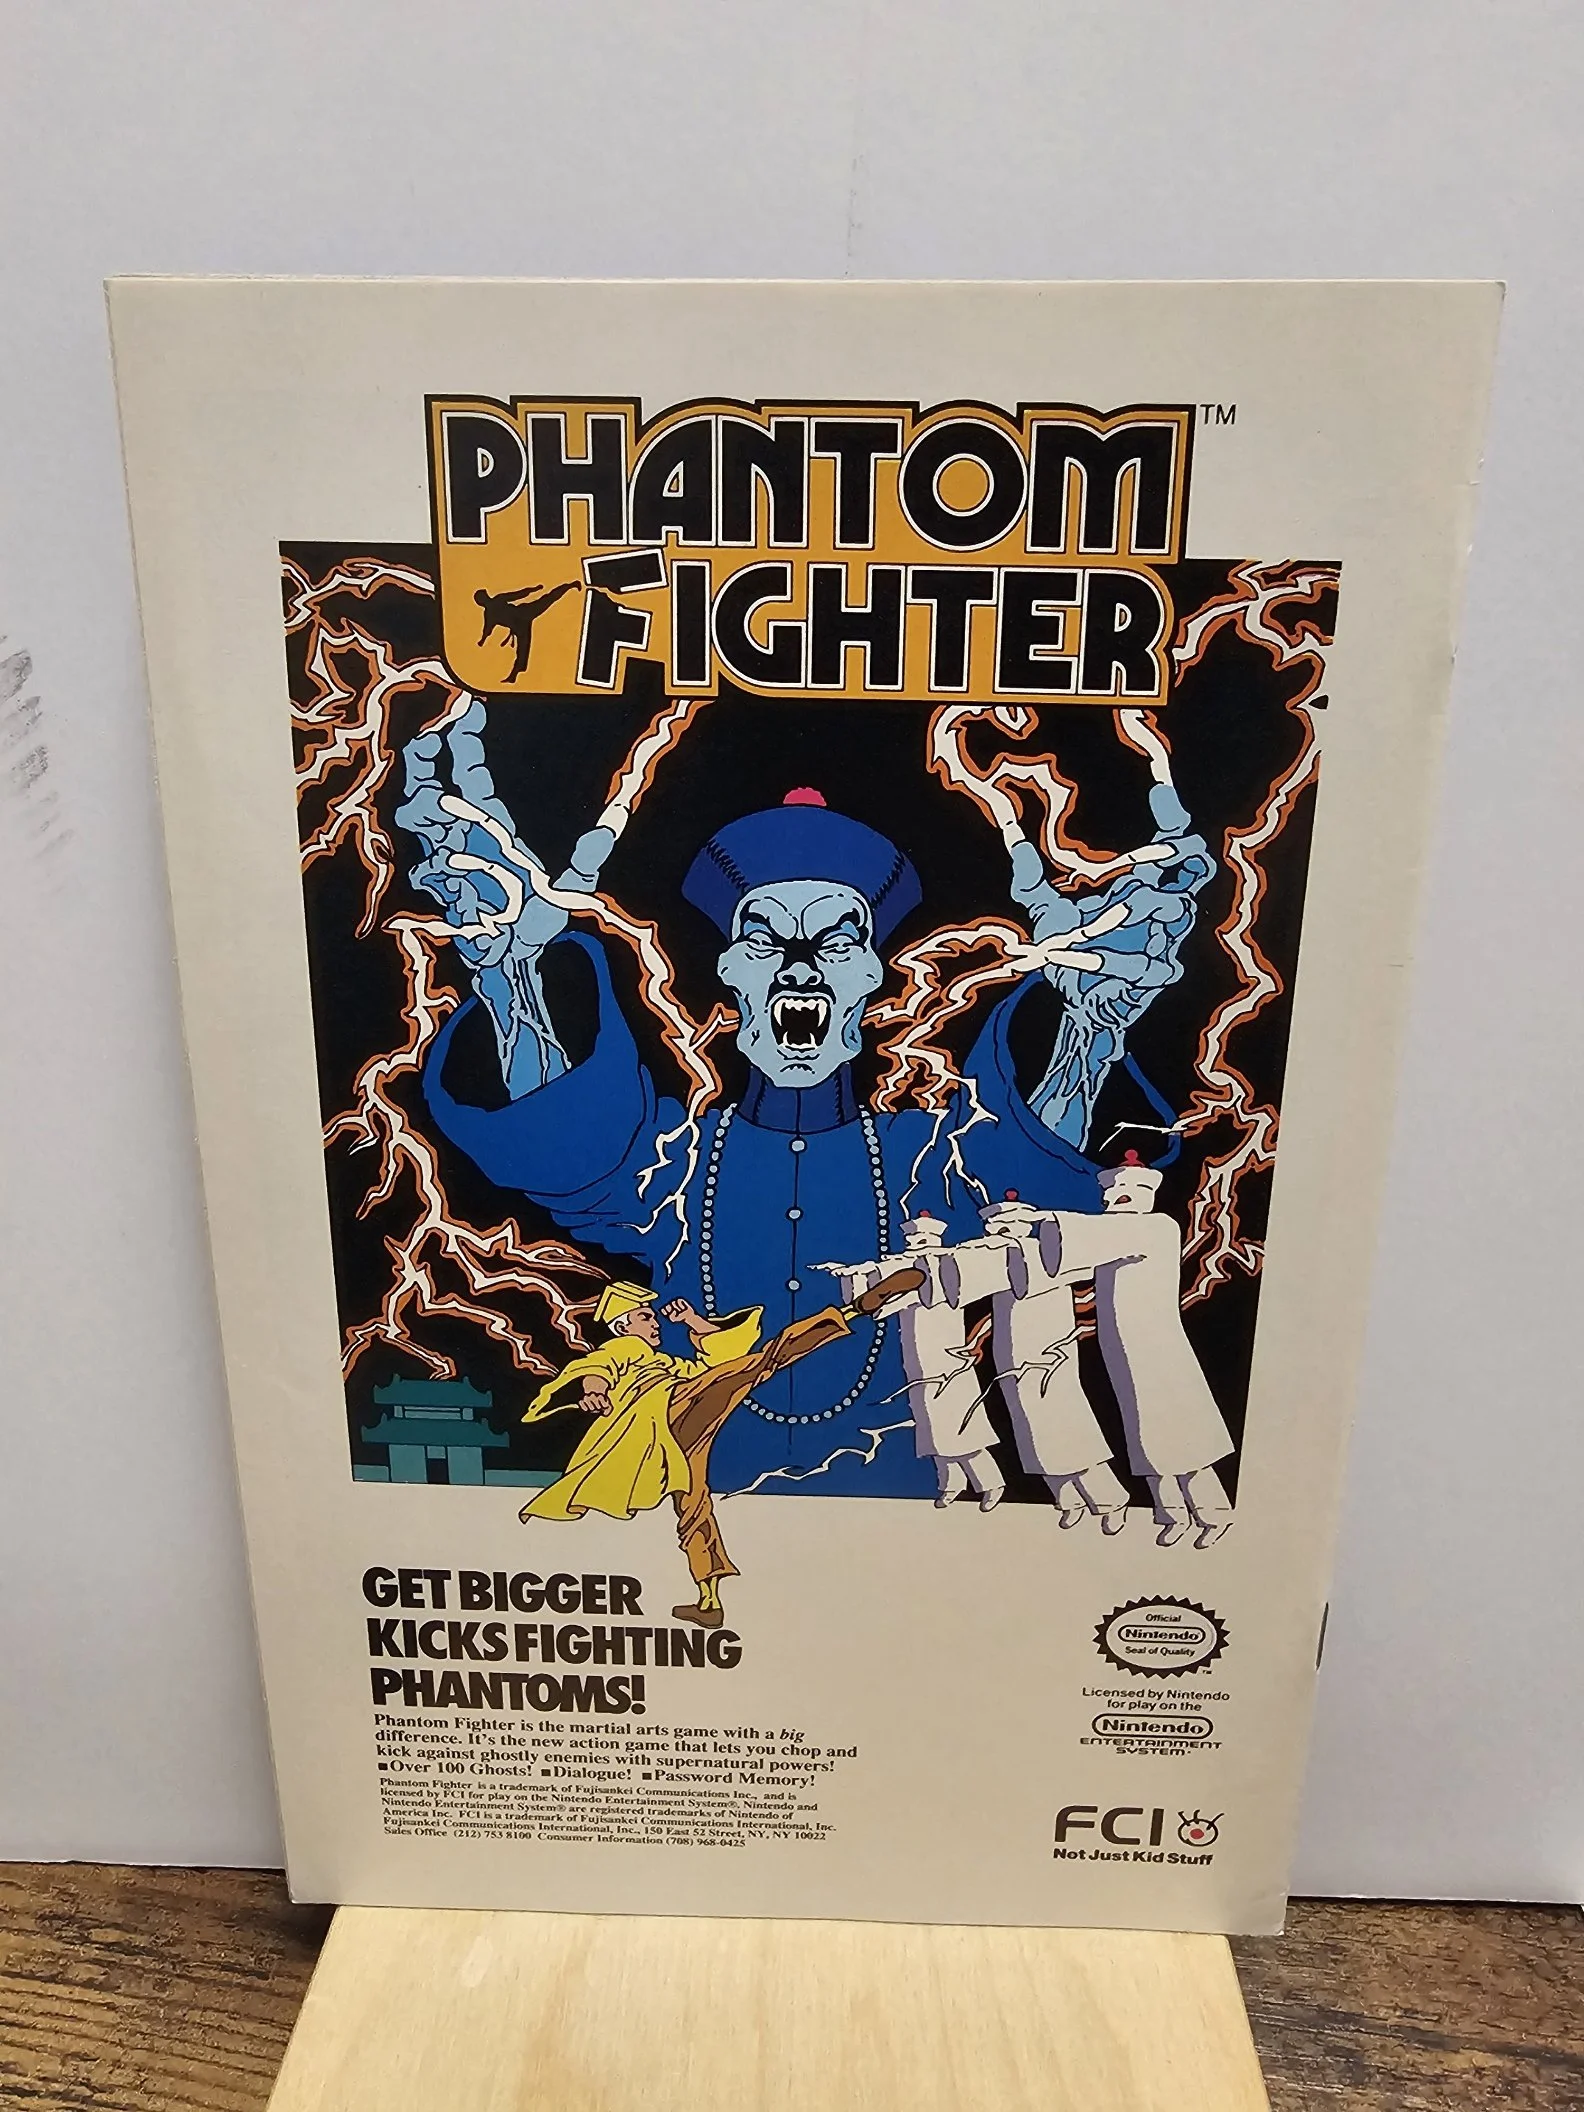 PHANTOM™
FIGHTER
GET BIGGER
KICKS FIGHTING
PHANTOMS!
Phantom Fighter is the martial arts game with a big
difference. It's the new action game that lets you chop and
kick against ghostly enemies with supernatural powers!
■Over 100 Ghosts! ■Dialogue! ■Password Memory!
Phantom Fighter is a trademark of Fujisankei Communications Inc., and is
licensed by FCI for play on the Nintendo Entertainment System®. Nintendo and
Nintendo Entertainment System® are registered trademarks of Nintendo of
America Inc. FCI is a trademark of Fujisankei Communications International, Inc.
Fujisankei Communications International, Inc., 150 East 52 Street, NY, NY 10022
Sales Office (212) 753 8100 Consumer Information (708) 968-0425
Official
Nintendo
Seal of Quality
™
Licensed by Nintendo
for play on the
Nintendo
ENTERTAINMENT
SYSTEM
FCI
Not Just Kid Stuff